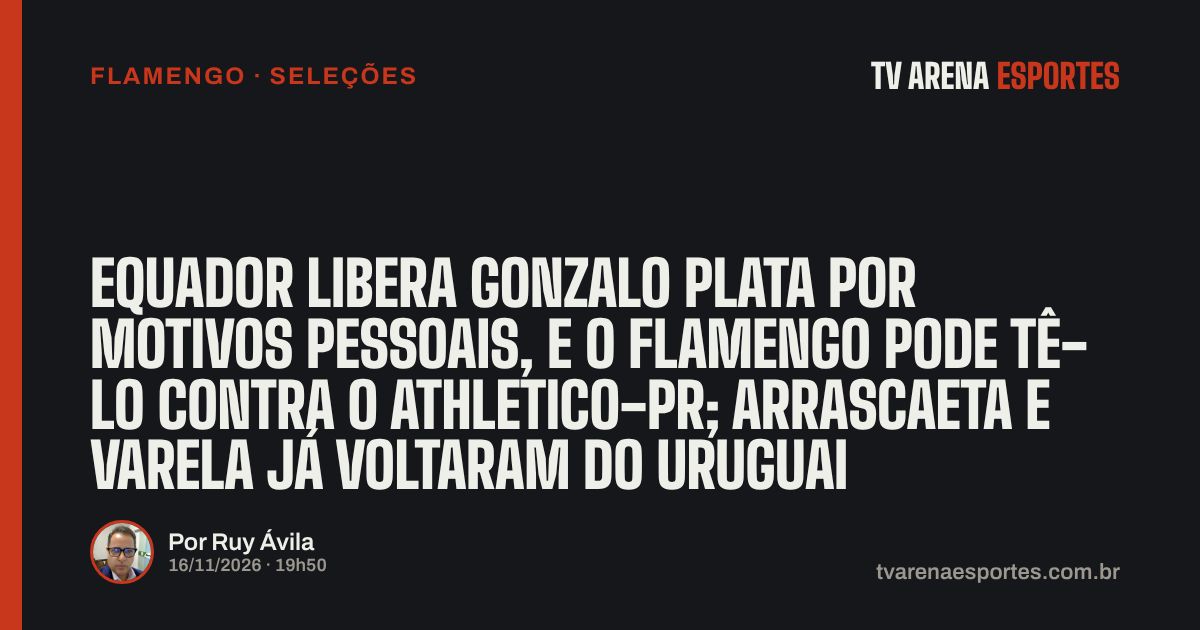 FLAMENGO · SELEÇÕES
TV ARENA ESPORTES
EQUADOR LIBERA GONZALO PLATA POR
MOTIVOS PESSOAIS, E O FLAMENGO PODE TÊ-
LO CONTRA O ATHLETICO-PR; ARRASCAETA E
VARELA JÁ VOLTARAM DO URUGUAI
Por Ruy Ávila
16/11/2026 · 19h50
tvarenaesportes.com.br